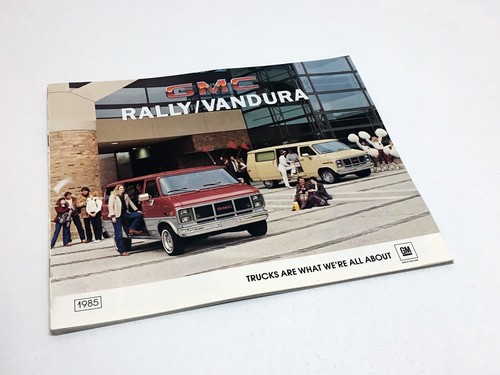 GMC
RALLY/VANDURA
TRUCKS ARE WHAT WE'RE ALL ABOUT
GM
1985